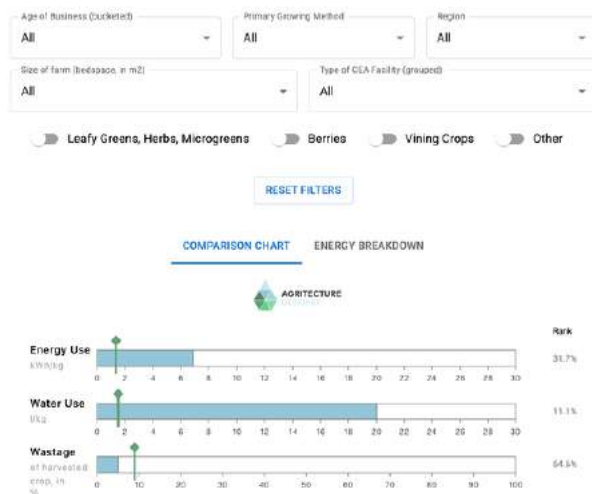 Age of Business (bucketed)
All
Primary Growing Method
All
Region
All
Size of farm (bedspace, in m2)
All
Type of CEA Facility (grouped)
All
Leafy Greens, Herbs, Microgreens
Berries
Vining Crops
Other
RESET FILTERS
COMPARISON CHART
ENERGY BREAKDOWN
AGRITECTURE
Rank
Energy Use
kWh/kg
0 2 4 6 8 10 12 14 16 18 20 22 24 26 28 30
31.7%
Water Use
l/kg
0 2 4 6 8 10 12 14 16 18 20 22 24 26 28 30
11.1%
Wastage
of harvested
crop, in
%
0 10 20 30 40 50 60 70 80 90 100